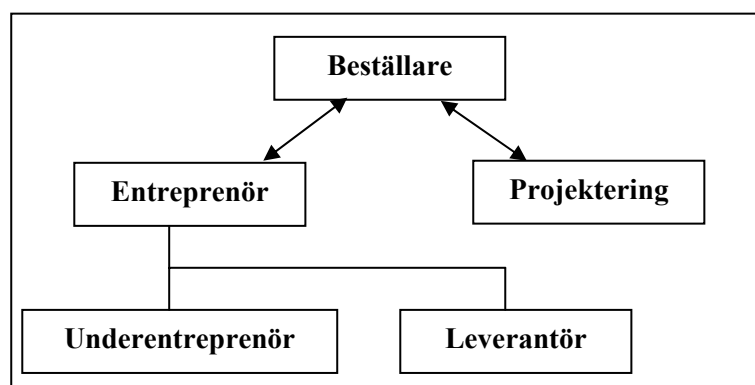 Beställare
Entreprenör
Projektering
Underentreprenör
Leverantör